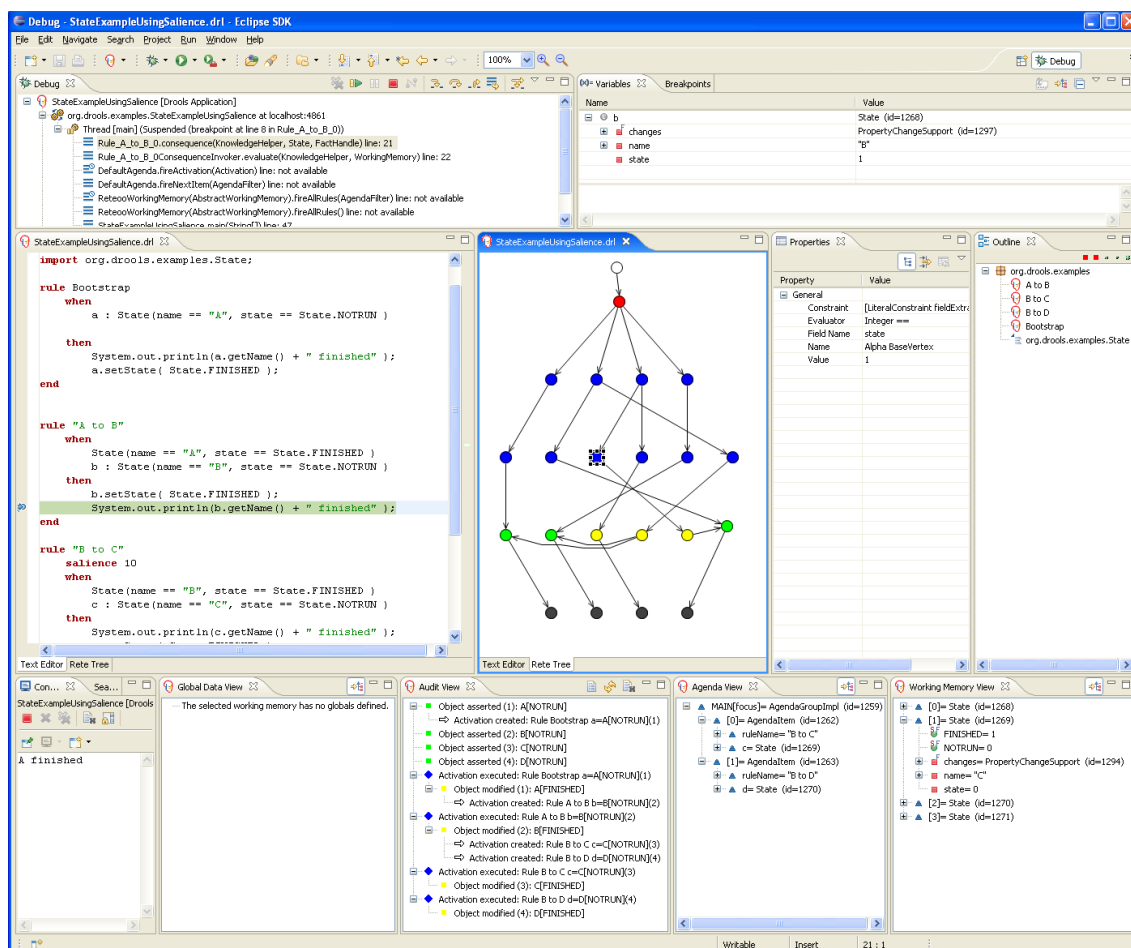 Debug - StateExampleUsingSalience.drl - Eclipse SDK
File Edit Navigate Search Project Run Window Help
100%
Debug
Debug
StateExampleUsingSalience [Drools Application]
org.drools.examples.StateExampleUsingSalience at localhost:4861
Thread [main] (Suspended (breakpoint at line 8 in Rule_A_to_B_0))
Rule_A_to_B_0.consequence(KnowledgeHelper, State, FactHandle) line: 21
Rule_A_to_B_0ConsequenceInvoker.evaluate(KnowledgeHelper, WorkingMemory) line: 22
DefaultAgenda.fireActivation(Activation) line: not available
DefaultAgenda.fireNextItem(AgendaFilter) line: not available
ReteooWorkingMemory(AbstractWorkingMemory).fireAllRules(AgendaFilter) line: not available
ReteooWorkingMemory(AbstractWorkingMemory).fireAllRules() line: not available
StateExampleUsingSalience.main(String[]) line: 47
(x)= Variables Breakpoints
Name Value
b State (id=1268)
changes PropertyChangeSupport (id=1297)
name "B"
state 1
StateExampleUsingSalience.drl
import org.drools.examples.State;
rule Bootstrap
when
a : State(name == "A", state == State.NOTRUN )
then
System.out.println(a.getName() + " finished" );
a.setState( State.FINISHED );
end
rule "A to B"
when
State(name == "A", state == State.FINISHED )
b : State(name == "B", state == State.NOTRUN )
then
b.setState( State.FINISHED );
System.out.println(b.getName() + " finished" );
end
rule "B to C"
salience 10
when
State(name == "B", state == State.FINISHED )
c : State(name == "C", state == State.NOTRUN )
then
System.out.println(c.getName() + " finished" );
Text Editor Rete Tree
StateExampleUsingSalience.drl
Text Editor Rete Tree
Properties
Property Value
General
Constraint [LiteralConstraint fieldExtra
Evaluator Integer ==
Field Name state
Name Alpha BaseVertex
Value 1
Outline
org.drools.examples
A to B
B to C
B to D
Bootstrap
org.drools.examples.State
Con... Sea...
StateExampleUsingSalience [Drools
A finished
Global Data View
The selected working memory has no globals defined.
Audit View
Object asserted (1): A[NOTRUN]
Activation created: Rule Bootstrap a=A[NOTRUN](1)
Object asserted (2): B[NOTRUN]
Object asserted (3): C[NOTRUN]
Object asserted (4): D[NOTRUN]
Activation executed: Rule Bootstrap a=A[NOTRUN](1)
Object modified (1): A[FINISHED]
Activation created: Rule A to B b=B[NOTRUN](2)
Activation executed: Rule A to B b=B[NOTRUN](2)
Object modified (2): B[FINISHED]
Activation created: Rule B to C c=C[NOTRUN](3)
Activation created: Rule B to D d=D[NOTRUN](4)
Activation executed: Rule B to C c=C[NOTRUN](3)
Object modified (3): C[FINISHED]
Activation executed: Rule B to D d=D[NOTRUN](4)
Object modified (4): D[FINISHED]
Agenda View
MAIN[focus]= AgendaGroupImpl (id=1259)
[0]= AgendaItem (id=1262)
ruleName= "B to C"
c= State (id=1269)
[1]= AgendaItem (id=1263)
ruleName= "B to D"
d= State (id=1270)
Working Memory View
[0]= State (id=1268)
[1]= State (id=1269)
FINISHED= 1
NOTRUN= 0
changes= PropertyChangeSupport (id=1294)
name= "C"
state= 0
[2]= State (id=1270)
[3]= State (id=1271)
Writable Insert 21 : 1